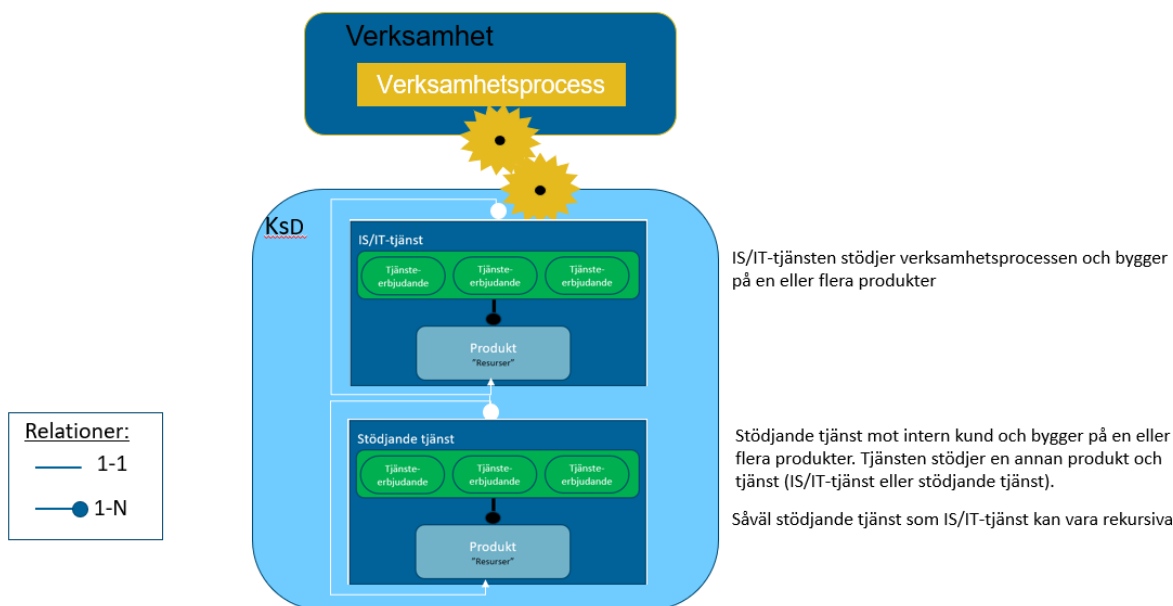 Verksamhet
Verksamhetsprocess
KsD
IS/IT-tjänst
Tjänste-
erbjudande
Tjänste-
erbjudande
Tjänste-
erbjudande
Produkt
"Resurser"
IS/IT-tjänsten stödjer verksamhetsprocessen och bygger
på en eller flera produkter
Stödjande tjänst
Tjänste-
erbjudande
Tjänste-
erbjudande
Tjänste-
erbjudande
Produkt
"Resurser"
Stödjande tjänst mot intern kund och bygger på en eller
flera produkter. Tjänsten stödjer en annan produkt och
tjänst (IS/IT-tjänst eller stödjande tjänst).
Såväl stödjande tjänst som IS/IT-tjänst kan vara rekursiva
Relationer:
1-1
1-N